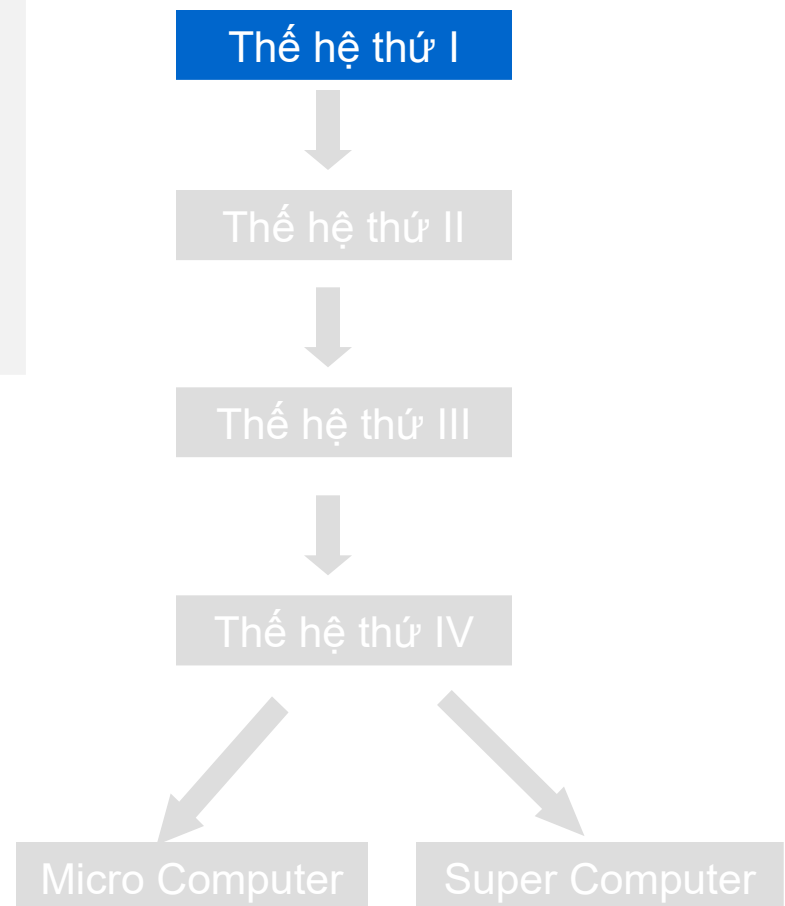 Thế hệ thứ I
Thế hệ thứ II
Thế hệ thứ III
Thế hệ thứ IV
Micro Computer
Super Computer